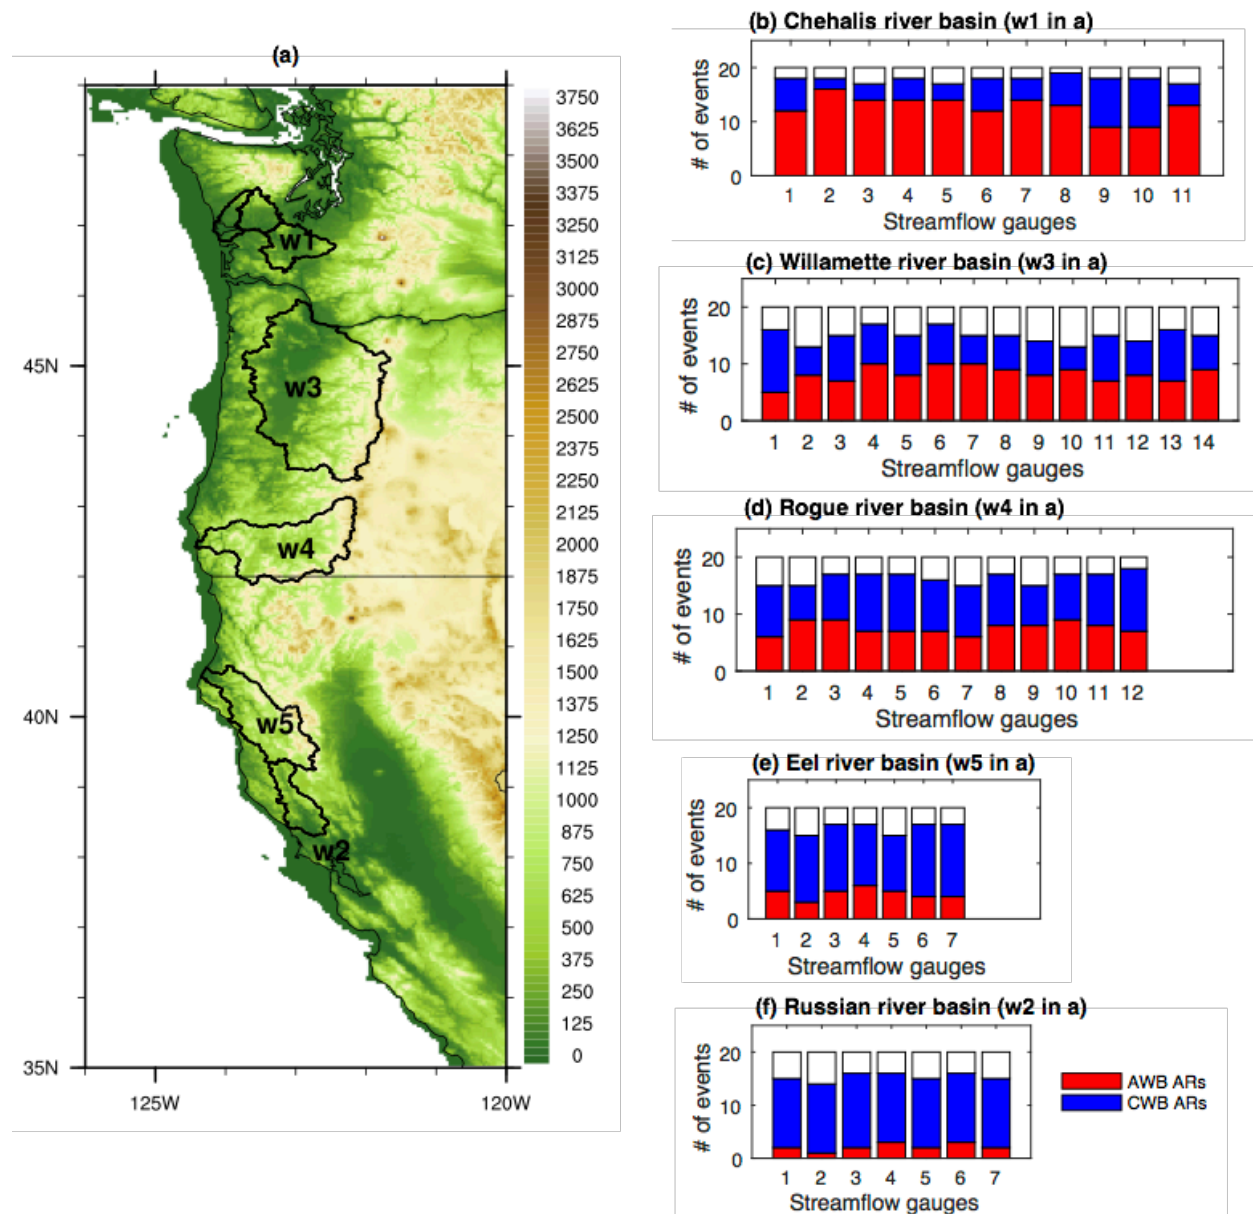 (a)
45N
40N
35N
125W
120W
w1
w3
w4
w5
w2
3750
3625
3500
3375
3250
3125
3000
2875
2750
2625
2500
2375
2250
2125
2000
1875
1750
1625
1500
1375
1250
1125
1000
875
750
625
500
375
250
125
0
(b) Chehalis river basin (w1 in a)
# of events
20
10
0
1 2 3 4 5 6 7 8 9 10 11
Streamflow gauges
(c) Willamette river basin (w3 in a)
# of events
20
10
0
1 2 3 4 5 6 7 8 9 10 11 12 13 14
Streamflow gauges
(d) Rogue river basin (w4 in a)
# of events
20
10
0
1 2 3 4 5 6 7 8 9 10 11 12
Streamflow gauges
(e) Eel river basin (w5 in a)
# of events
20
10
0
1 2 3 4 5 6 7
Streamflow gauges
(f) Russian river basin (w2 in a)
# of events
20
10
0
1 2 3 4 5 6 7
Streamflow gauges
AWB ARs
CWB ARs